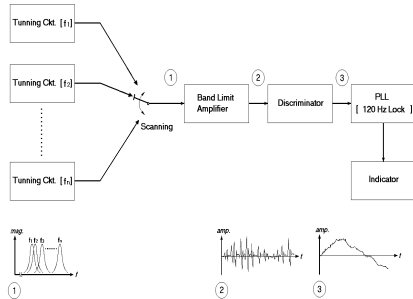 Tunning Ckt. [f1]
Tunning Ckt. [f2]
Tunning Ckt. [fn]
Scanning
1
Band Limit
Amplifier
2
Discriminator
3
PLL
[ 120 Hz Lock ]
Indicator
mag.
f1 f2 f3 fn
f
1
amp.
t
2
amp.
t
3